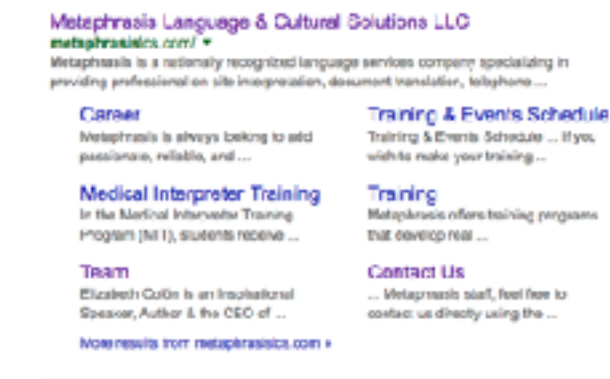 Metaphrasis Language & Cultural Solutions LLC
metaphrasislcs.com/
Metaphrasis is a nationally recognized language services company specializing in
providing professional on site interpretation, document translation, telephone ...
Career
Metaphrasis is always looking to add
passionate, reliable, and ...
Training & Events Schedule
Training & Events Schedule ... If you
wish to make your training ...
Medical Interpreter Training
In the Medical Interpreter Training
Program (MIT), students receive ...
Training
Metaphrasis offers training programs
that develop real ...
Team
Elizabeth Colón is an Inspirational
Speaker, Author & the CEO of ...
Contact Us
... Metaphrasis staff, feel free to
contact us directly using the ...
More results from metaphrasislcs.com »